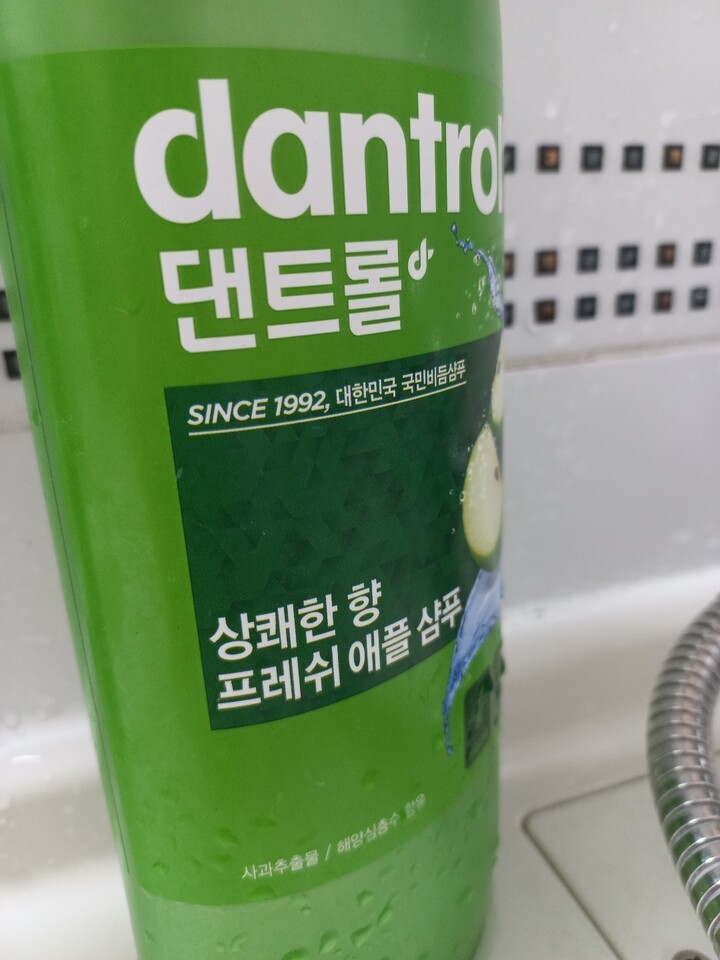 dantrol
댄트롤
SINCE 1992, 대한민국 국민비듬샴푸
상쾌한 향
프레쉬 애플 샴푸
사과추출물 / 해양심층수 함유